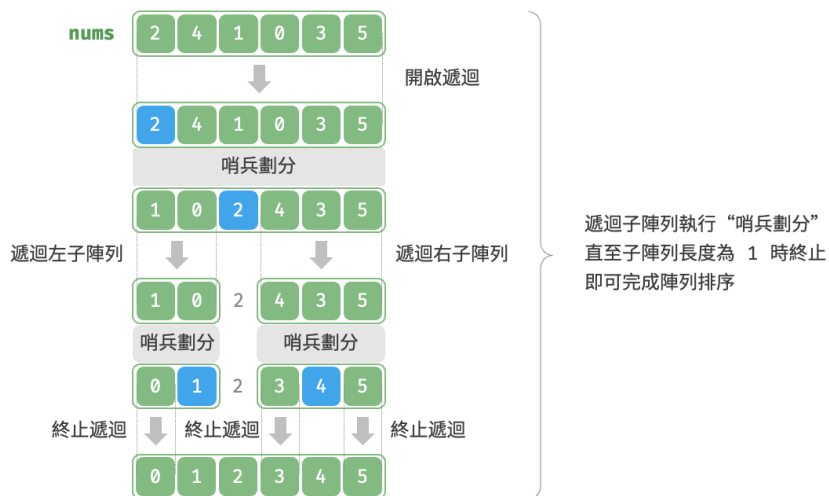 nums 2 4 1 0 3 5
開啟遞迴
2 4 1 0 3 5
哨兵劃分
1 0 2 4 3 5
遞迴左子陣列 遞迴右子陣列
1 0 2 4 3 5
哨兵劃分 哨兵劃分
0 1 2 3 4 5
終止遞迴 終止遞迴 終止遞迴
0 1 2 3 4 5
遞迴子陣列執行“哨兵劃分”
直至子陣列長度為 1 時終止
即可完成陣列排序